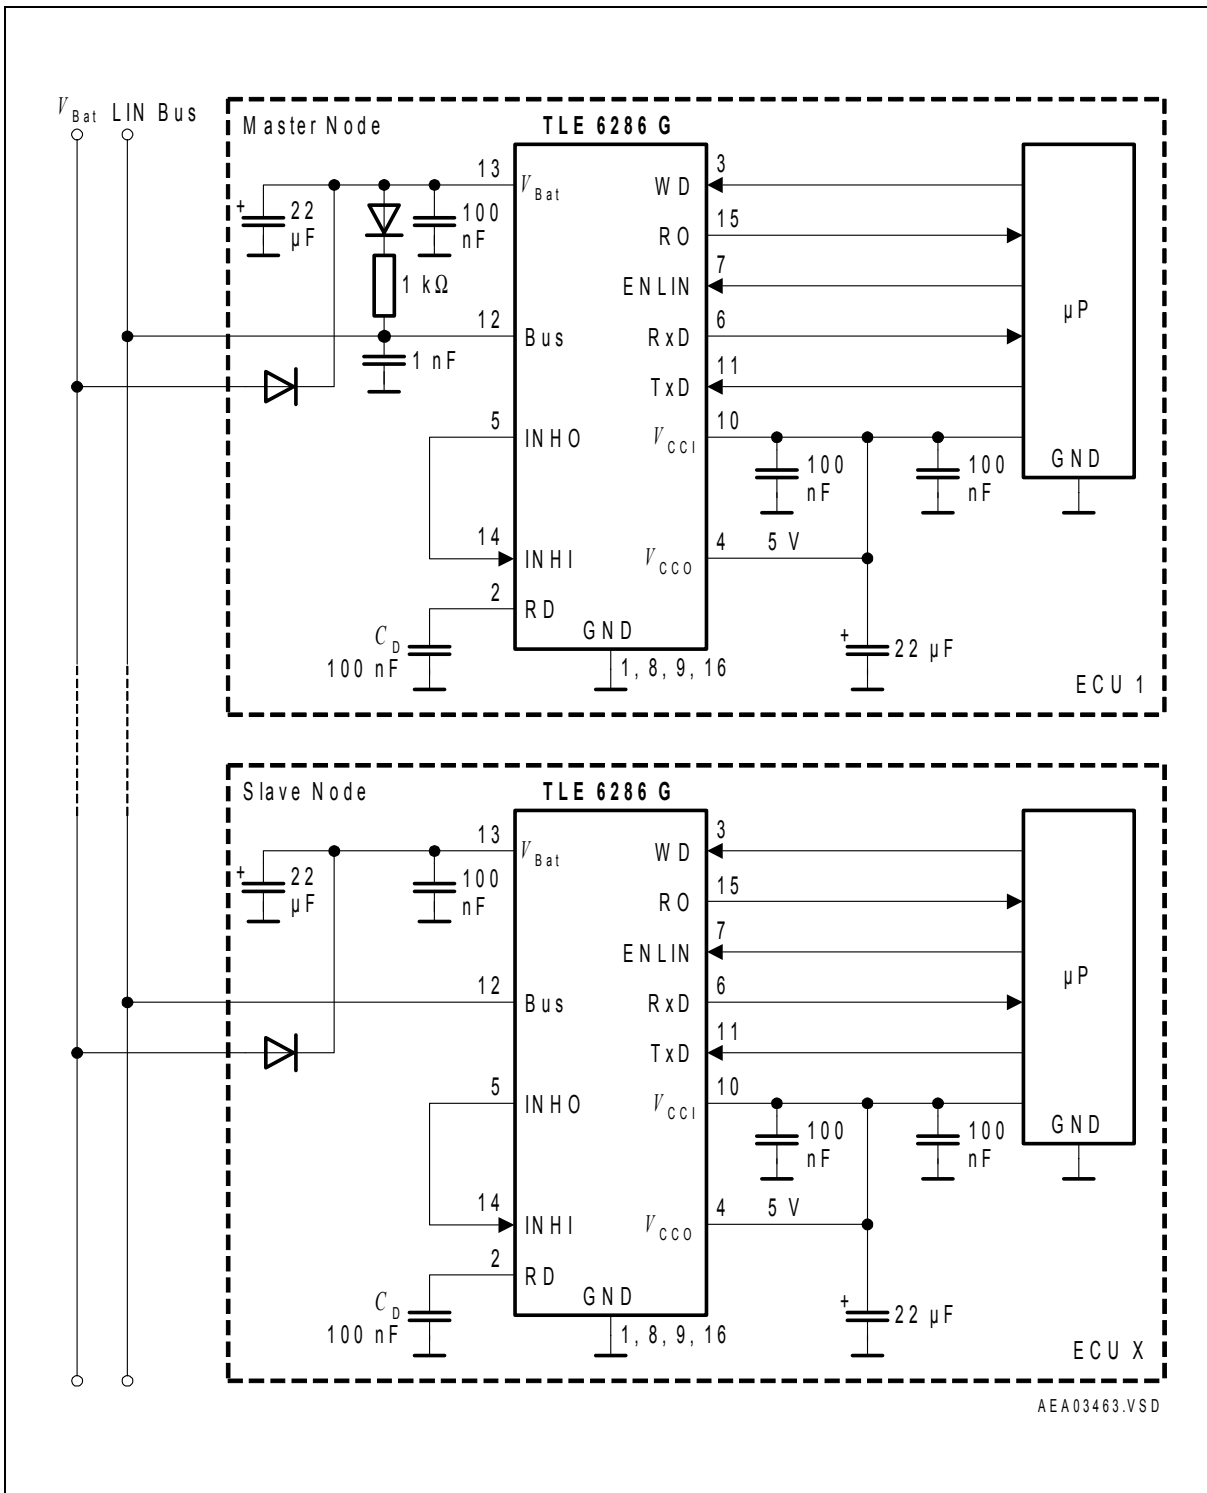 V Bat LIN Bus
Master Node
TLE 6286 G
13
V Bat
3
WD
+
22
µF
100
nF
15
RO
1 kΩ
7
ENLIN
µP
12
Bus
6
RxD
1 nF
11
TxD
5
INHO
10
V CCI
100
nF
100
nF
GND
14
INHI
4
V CCO
5 V
2
RD
C D
100 nF
GND
1, 8, 9, 16
+
22 µF
ECU 1
Slave Node
TLE 6286 G
13
V Bat
3
WD
+
22
µF
100
nF
15
RO
7
ENLIN
µP
12
Bus
6
RxD
11
TxD
5
INHO
10
V CCI
100
nF
100
nF
GND
14
INHI
4
V CCO
5 V
2
RD
C D
100 nF
GND
1, 8, 9, 16
+
22 µF
ECU X
AEA03463.VSD